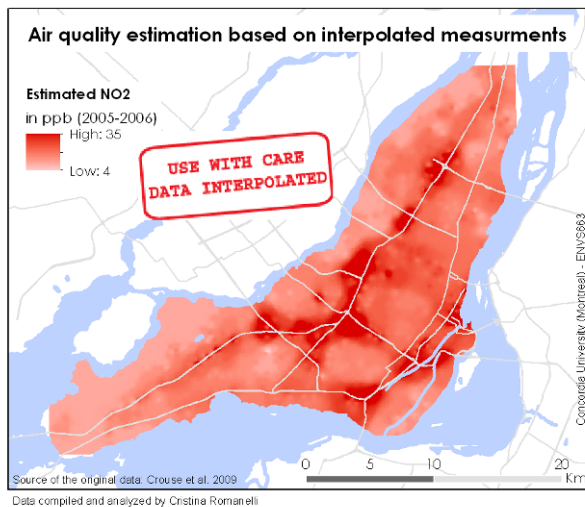 Air quality estimation based on interpolated measurments
Estimated NO2
in ppb (2005-2006)
High: 35
Low: 4
USE WITH CARE
DATA INTERPOLATED
Concordia University (Montreal) - ENVS663
0 5 10 20
Km
Source of the original data: Crouse et al. 2009
Data compiled and analyzed by Cristina Romanelli